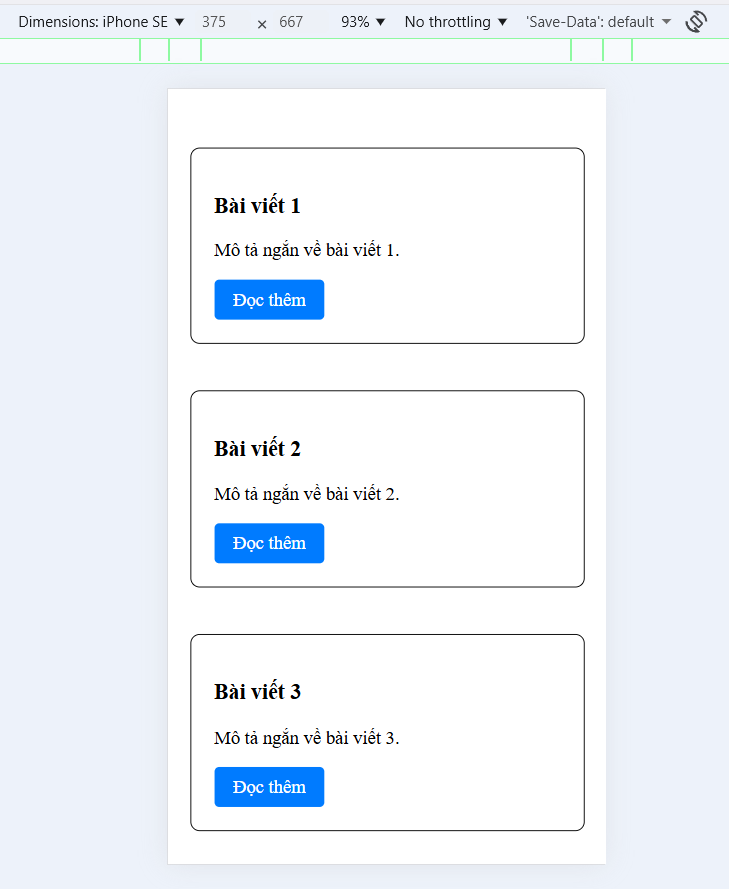 Dimensions: iPhone SE ▼ 375 × 667 93% ▼ No throttling ▼ 'Save-Data': default ▼
Bài viết 1
Mô tả ngắn về bài viết 1.
Đọc thêm
Bài viết 2
Mô tả ngắn về bài viết 2.
Đọc thêm
Bài viết 3
Mô tả ngắn về bài viết 3.
Đọc thêm